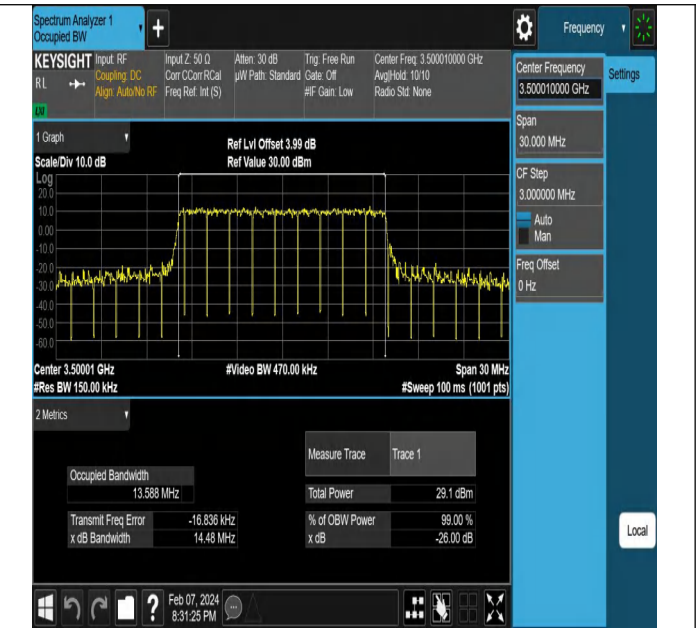 Spectrum Analyzer 1
Occupied BW
+
Frequency
KEYSIGHT
RL
Input: RF
Coupling: DC
Align: Auto/No RF
Input Z: 50 Ω
Corr CCorr RCal
Freq Ref: Int (S)
Atten: 30 dB
µW Path: Standard
Trig: Free Run
Gate: Off
#IF Gain: Low
Center Freq: 3.500010000 GHz
Avg|Hold: 10/10
Radio Std: None
Center Frequency
3.500010000 GHz
Settings
Span
30.000 MHz
CF Step
3.000000 MHz
Auto
Man
Freq Offset
0 Hz
1 Graph
Scale/Div 10.0 dB
Ref Lvl Offset 3.99 dB
Ref Value 30.00 dBm
Log
20.0
10.0
0.00
-10.0
-20.0
-30.0
-40.0
-50.0
-60.0
Center 3.50001 GHz
#Res BW 150.00 kHz
#Video BW 470.00 kHz
Span 30 MHz
#Sweep 100 ms (1001 pts)
2 Metrics
Measure Trace Trace 1
Occupied Bandwidth
13.588 MHz
Total Power 29.1 dBm
Transmit Freq Error -16.836 kHz
% of OBW Power 99.00 %
x dB Bandwidth 14.48 MHz
x dB -26.00 dB
Local
?
Feb 07, 2024
8:31:25 PM